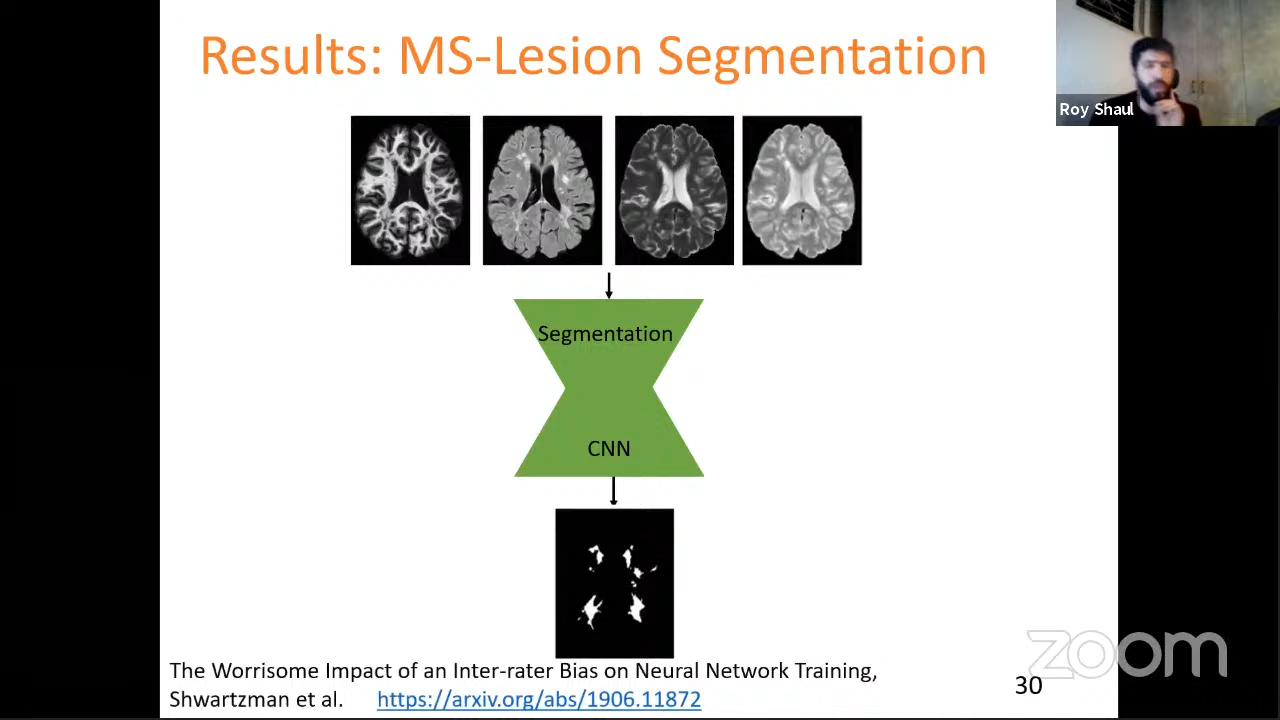 Results: MS-Lesion Segmentation
Roy Shaul
Segmentation
CNN
The Worrisome Impact of an Inter-rater Bias on Neural Network Training,
Shwartzman et al. https://arxiv.org/abs/1906.11872
30
zoom